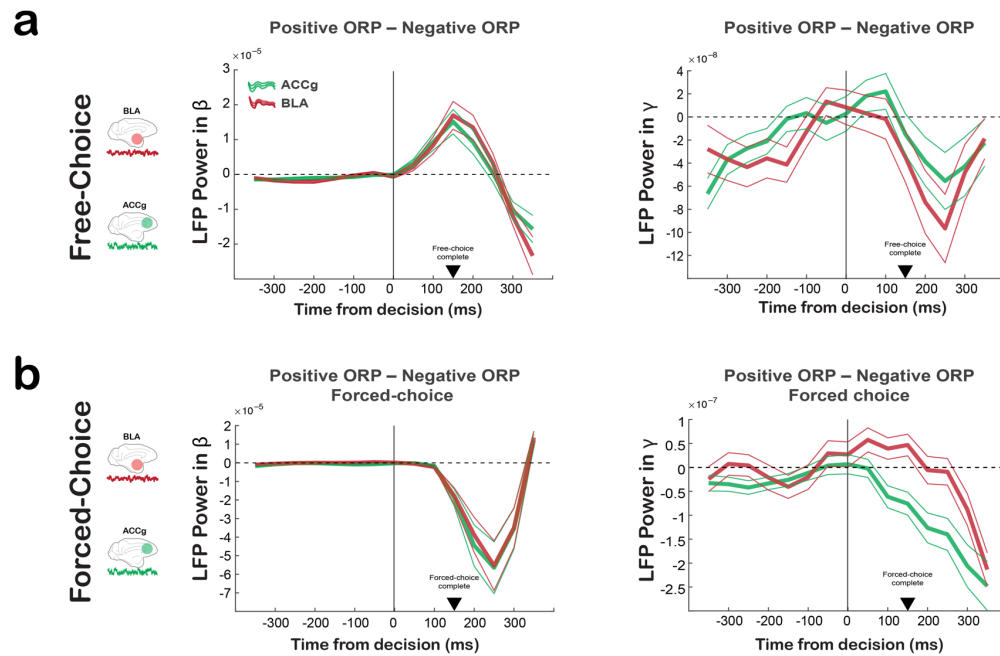 a
Free-Choice
BLA
ACCg
Positive ORP – Negative ORP
×10⁻⁵
LFP Power in β
3
2
1
0
-2
ACCg
BLA
Free-choice
complete
-300 -200 -100 0 100 200 300
Time from decision (ms)
Positive ORP – Negative ORP
×10⁻⁸
LFP Power in γ
4
2
0
-2
-4
-6
-8
-10
-12
Free-choice
complete
-300 -200 -100 0 100 200 300
Time from decision (ms)
b
Forced-Choice
BLA
ACCg
Positive ORP – Negative ORP
Forced-choice
×10⁻⁵
LFP Power in β
2
1
0
-1
-2
-3
-4
-5
-6
-7
Forced-choice
complete
-300 -200 -100 0 100 200 300
Time from decision (ms)
Positive ORP – Negative ORP
Forced choice
×10⁻⁷
LFP Power in γ
1
0.5
0
-0.5
-1
-1.5
-2
-2.5
Forced-choice
complete
-300 -200 -100 0 100 200 300
Time from decision (ms)